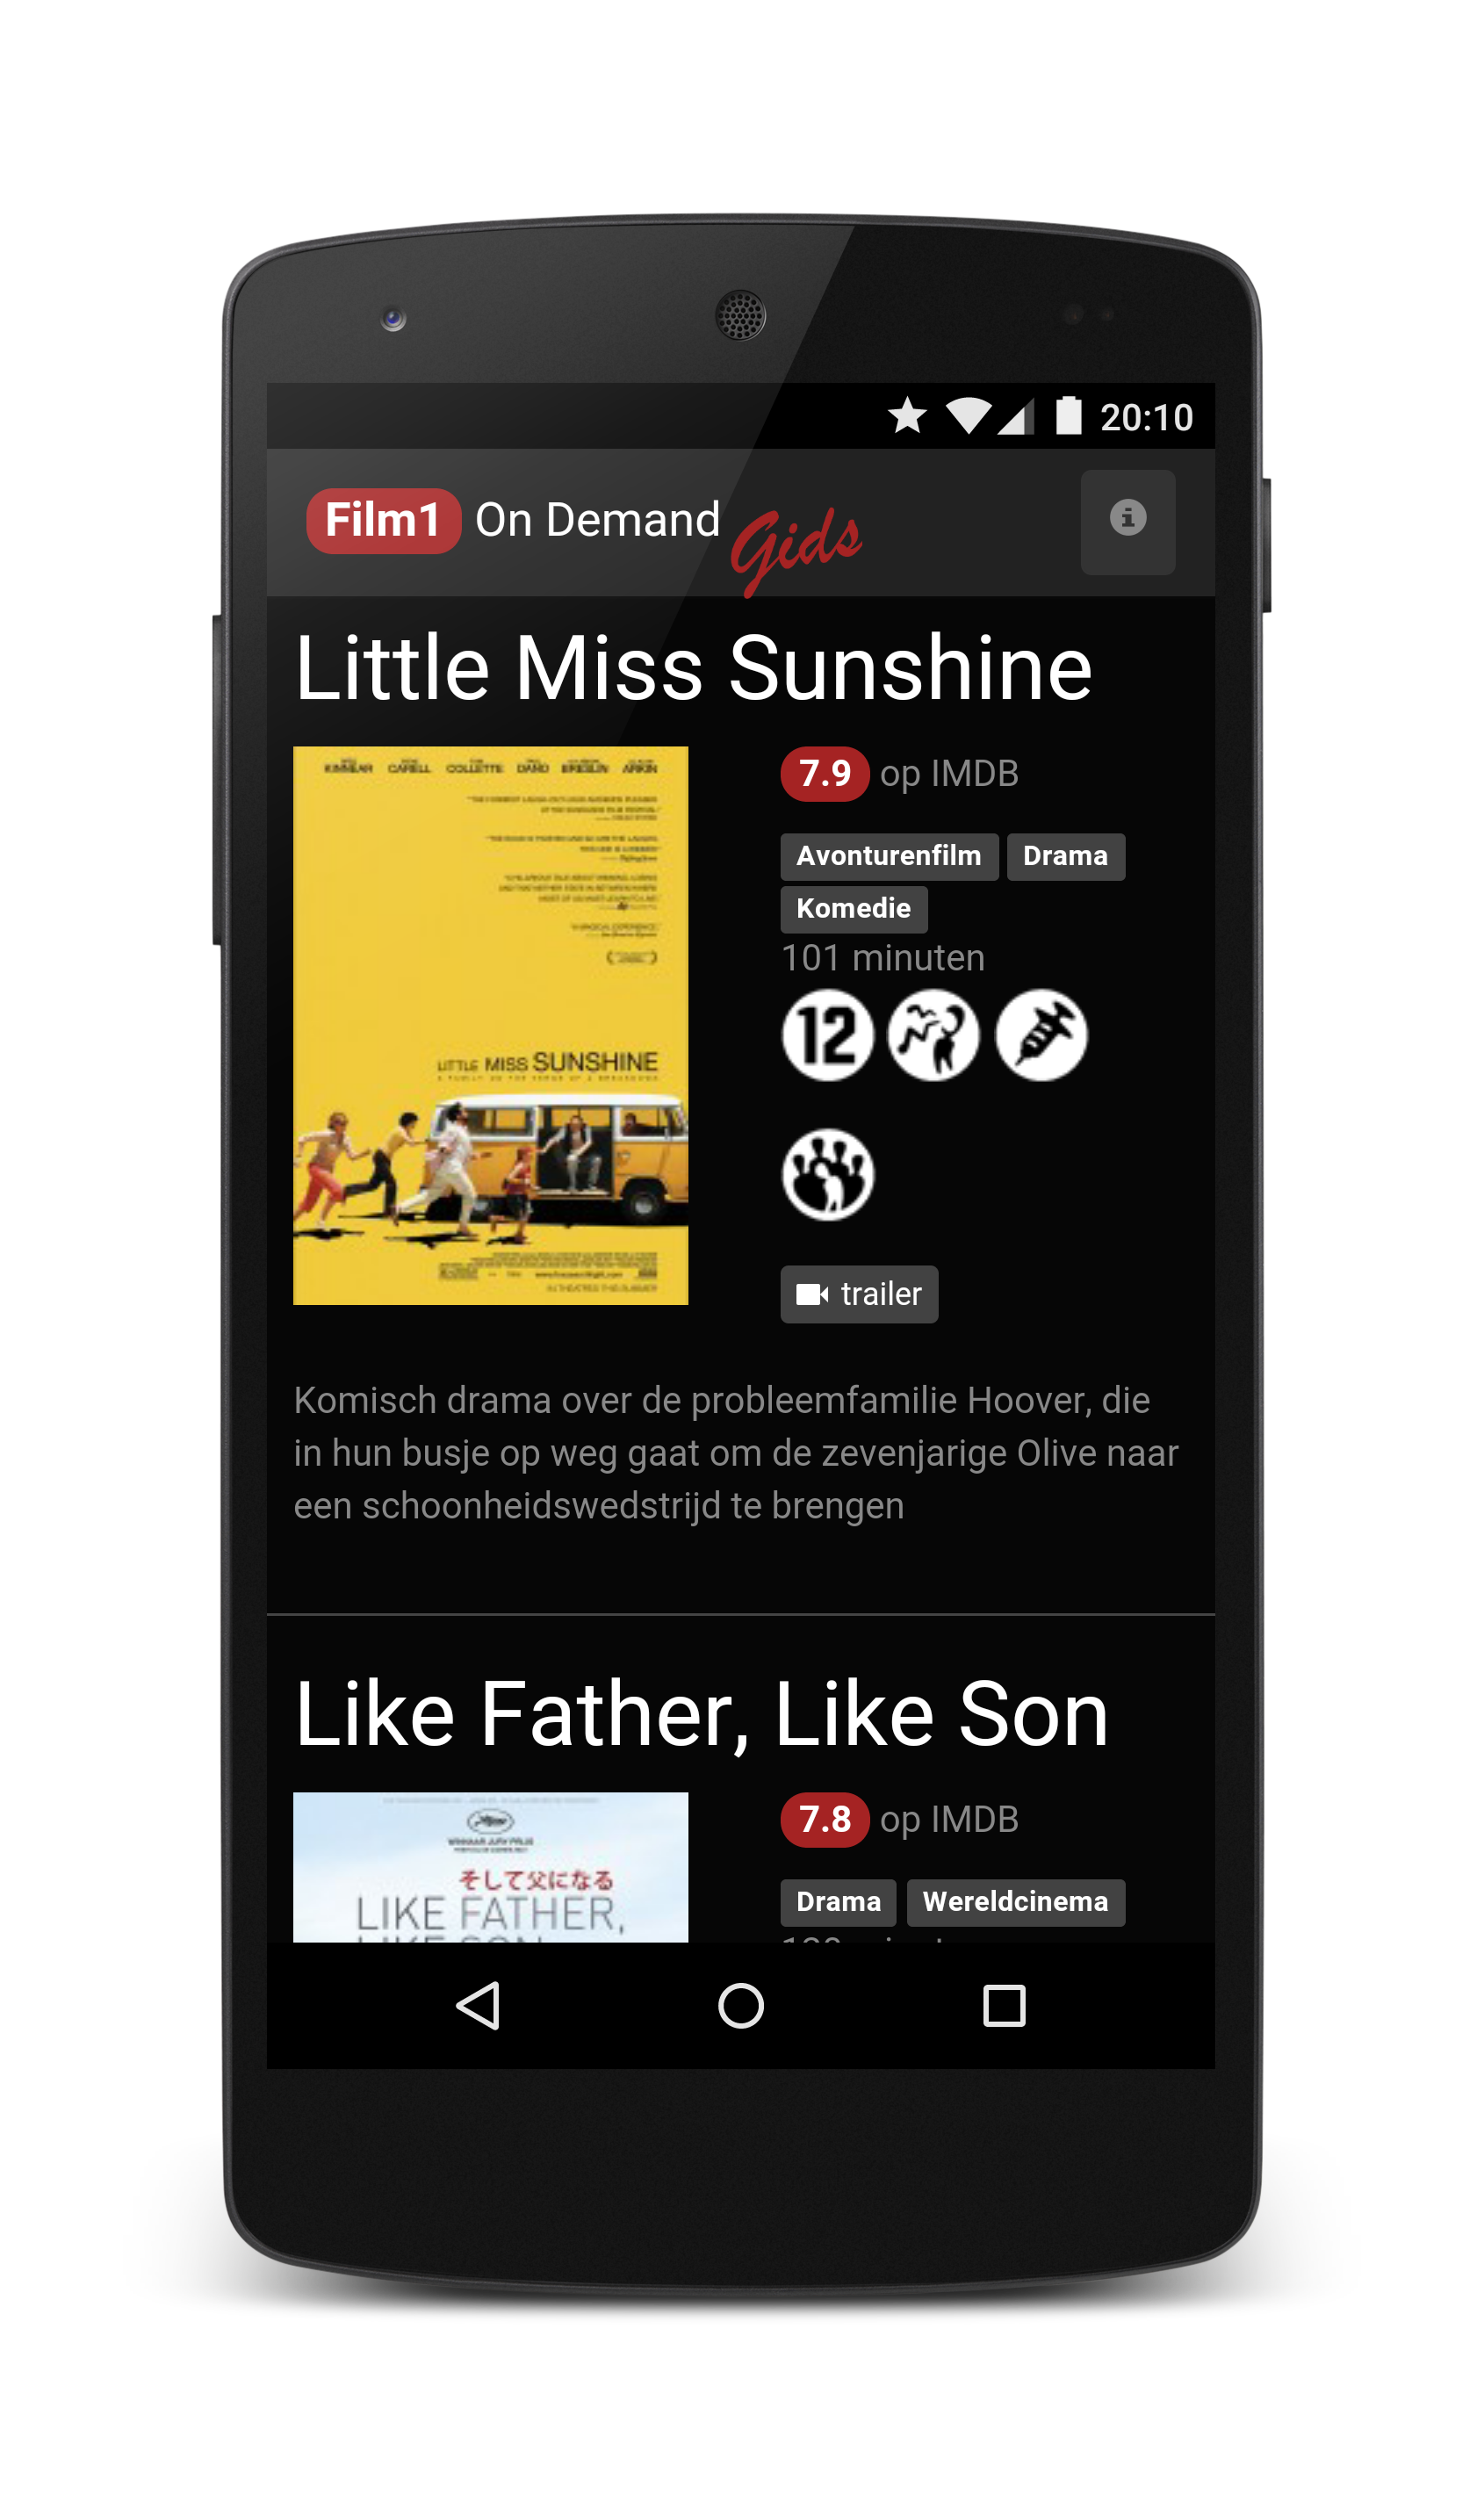 20:10
Film1 On Demand Gids
Little Miss Sunshine
KINNEAR CARELL COLLETTE DANO BRESLIN ARKIN
LITTLE MISS SUNSHINE
7.9 op IMDB
Avonturenfilm Drama
Komedie
101 minuten
12
trailer
Komisch drama over de probleemfamilie Hoover, die
in hun busje op weg gaat om de zevenjarige Olive naar
een schoonheidswedstrijd te brengen
Like Father, Like Son
そして父になる
LIKE FATHER,
LIKE SON
7.8 op IMDB
Drama Wereldcinema